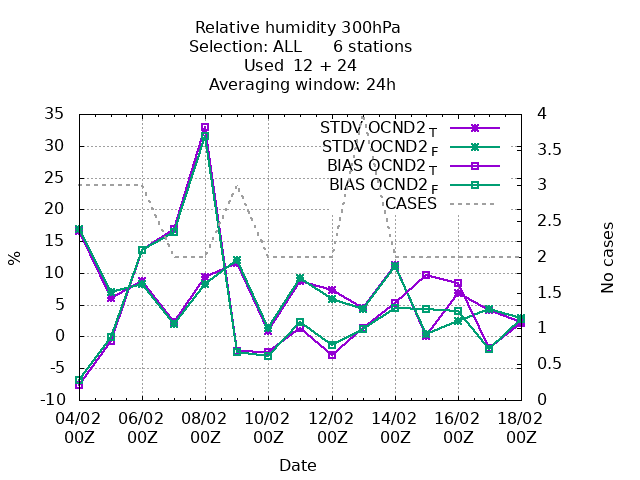 Relative humidity 300hPa
Selection: ALL      6 stations
Used  12 + 24
Averaging window: 24h
STDV OCND2 T
STDV OCND2 F
BIAS OCND2 T
BIAS OCND2 F
CASES
35
30
25
20
15
10
5
0
-5
-10
%
4
3.5
3
2.5
2
1.5
1
0.5
0
No cases
04/02 06/02 08/02 10/02 12/02 14/02 16/02 18/02
00Z 00Z 00Z 00Z 00Z 00Z 00Z 00Z
Date